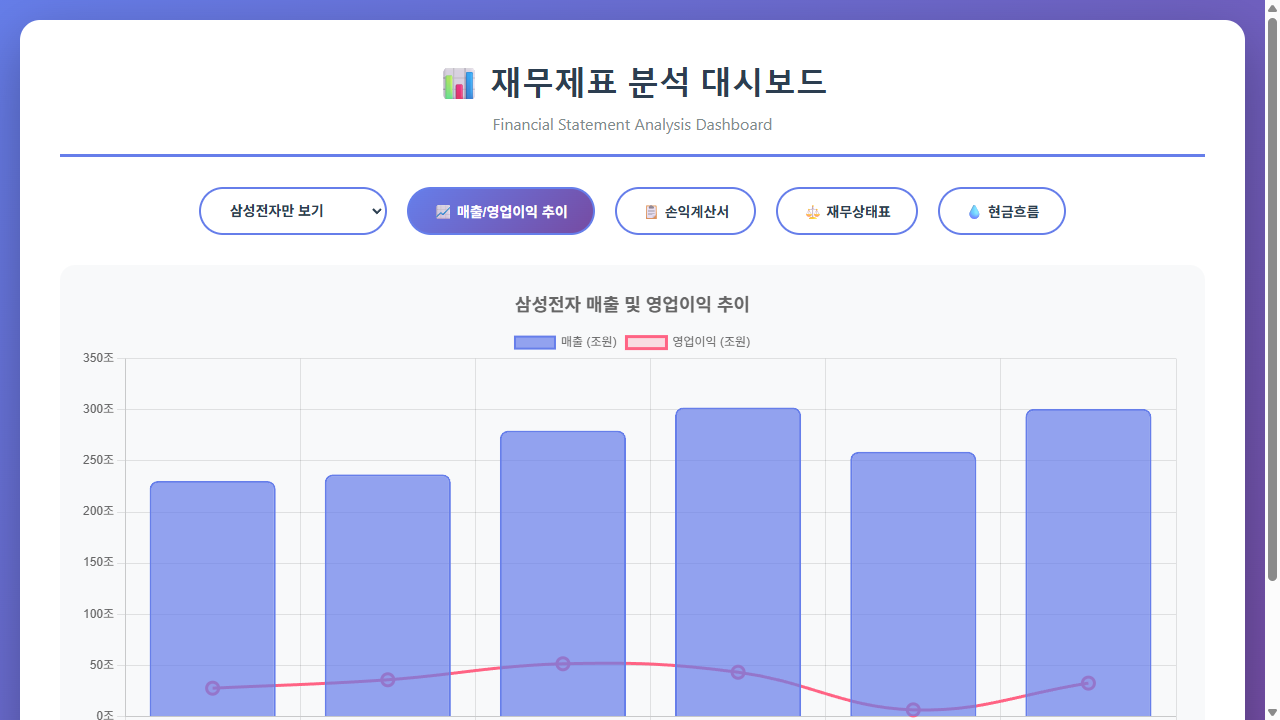 재무제표 분석 대시보드
Financial Statement Analysis Dashboard
삼성전자만 보기
매출/영업이익 추이
손익계산서
재무상태표
현금흐름
삼성전자 매출 및 영업이익 추이
매출 (조원) 영업이익 (조원)
350조
300조
250조
200조
150조
100조
50조
0조